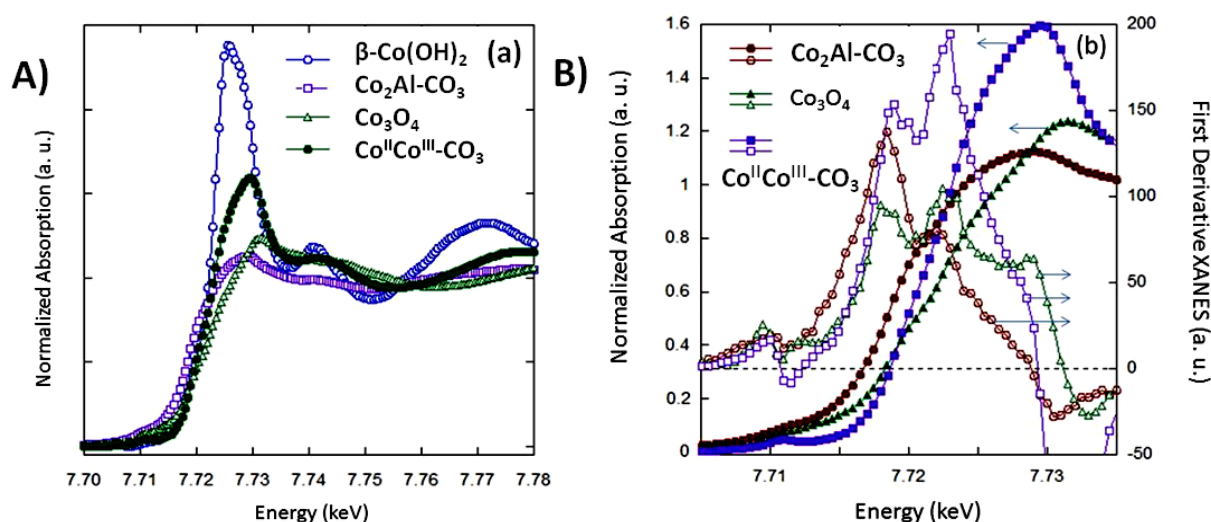 A)
(a)
β-Co(OH)₂
Co₂Al-CO₃
Co₃O₄
CoᴵᴵCoᴵᴵᴵ-CO₃
Normalized Absorption (a. u.)
7.70 7.71 7.72 7.73 7.74 7.75 7.76 7.77 7.78
Energy (keV)
B)
(b)
Co₂Al-CO₃
Co₃O₄
CoᴵᴵCoᴵᴵᴵ-CO₃
Normalized Absorption (a. u.)
1.6
1.4
1.2
1
0.8
0.6
0.4
0.2
0
200
150
100
50
0
-50
First Derivative XANES (a. u.)
7.71 7.72 7.73
Energy (keV)